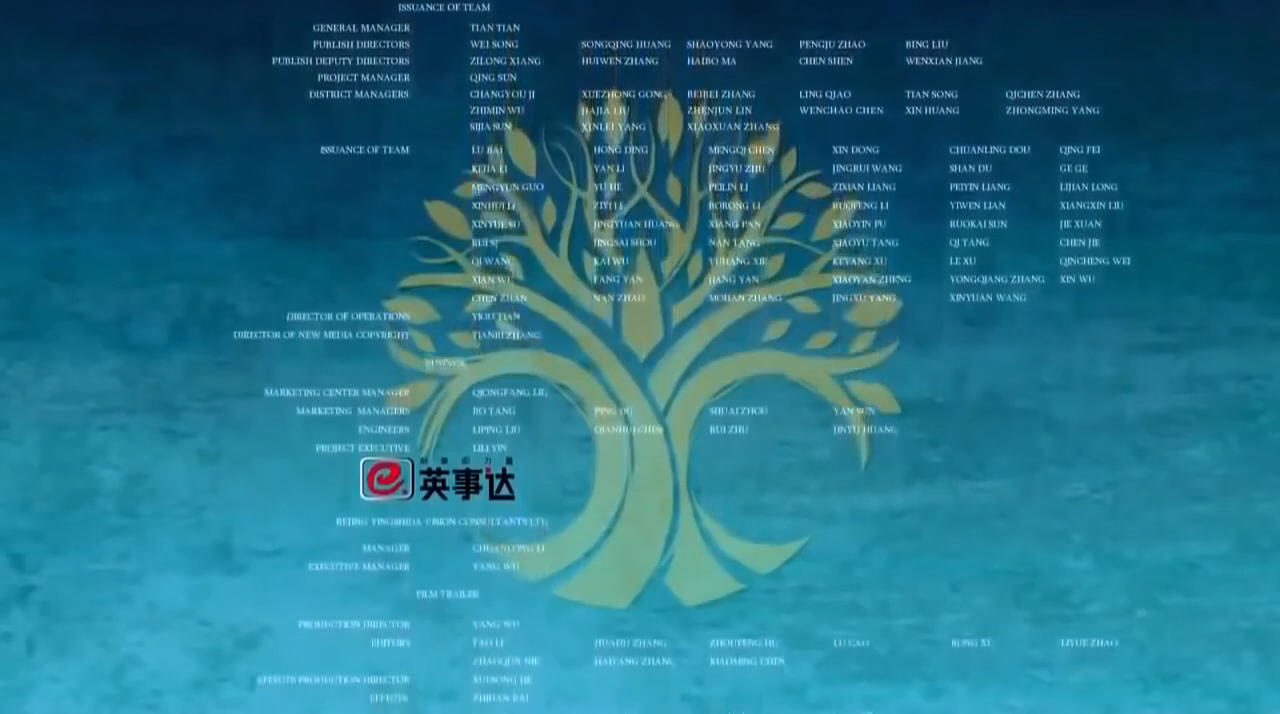 ISSUANCE OF TEAM
GENERAL MANAGER TIAN TIAN
PUBLISH DIRECTORS WEI SONG SONGQING HUANG SHAOYONG YANG PENGJU ZHAO BING LIU
PUBLISH DEPUTY DIRECTORS ZILONG XIANG HUIWEN ZHANG HAIBO MA CHEN SHEN WENXIAN JIANG
PROJECT MANAGER QING SUN
DISTRICT MANAGERS CHANGYOU JI XUEZHONG GONG BEIBEI ZHANG LING QIAO TIAN SONG QICHEN ZHANG
ZHIMIN WU JIAJIA LIU ZHENJUN LIN WENCHAO CHEN XIN HUANG ZHONGMING YANG
SIJIA SUN XINLEI YANG XIAOXUAN ZHANG
ISSUANCE OF TEAM LU BAI HONG DING MENGQI CHEN XIN DONG CHUANLING DOU QING FEI
KEJIA LI YAN LI JINGYU ZHU JINGRUI WANG SHAN DU GE GE
MENGYUN GUO YU HE PEILIN LI ZIXIAN LIANG PEIYIN LIANG LIJIAN LONG
XINHUI LI ZIYI LI BORONG LI RUOFENG LI YIWEN LIAN XIANGXIN LIU
XINYUE SU JINGYUAN HUANG XIANG PAN XIAOYIN PU RUOKAI SUN JIE XUAN
RUI SI JINGSAI SHOU NAN TANG XIAOYU TANG QI TANG CHEN JIE
QI WANG KAI WU YUHANG XIE KEYANG XU LE XU QINCHENG WEI
XIAN WU FANG YAN JIANG YAN XIAOYAN ZHENG YONGQIANG ZHANG XIN WU
CHEN ZHAN NAN ZHAO MOHAN ZHANG JINGXU YANG XINYUAN WANG
DIRECTOR OF OPERATIONS YIOU TIAN
DIRECTOR OF NEW MEDIA COPYRIGHT TIANBI ZHANG
MARKETING CENTER MANAGER QIONGFANG LIU
MARKETING MANAGERS BO TANG PING OU SHUAI ZHOU YAN SUN
ENGINEERS LIPING LIU QIANHUI CHEN RUI ZHU JINYU HUANG
PROJECT EXECUTIVE LILI YIN
英事达
BEIJING YINGSHIDA VISION CONSULTANTS LTD.
MANAGER CHUANLONG LI
EXECUTIVE MANAGER YANG WU
FILM TRAILER
PRODUCTION DIRECTOR YANG WU
EDITORS TAO LI HUADU ZHANG ZHOUPENG HU LU GAO RONG XU LIYUE ZHAO
ZHAOQUN NIE HAIYANG ZHANG XIAOMING CHEN
EFFECTS PRODUCTION DIRECTOR XUESONG HE
EFFECTS ZHIHAN BAI